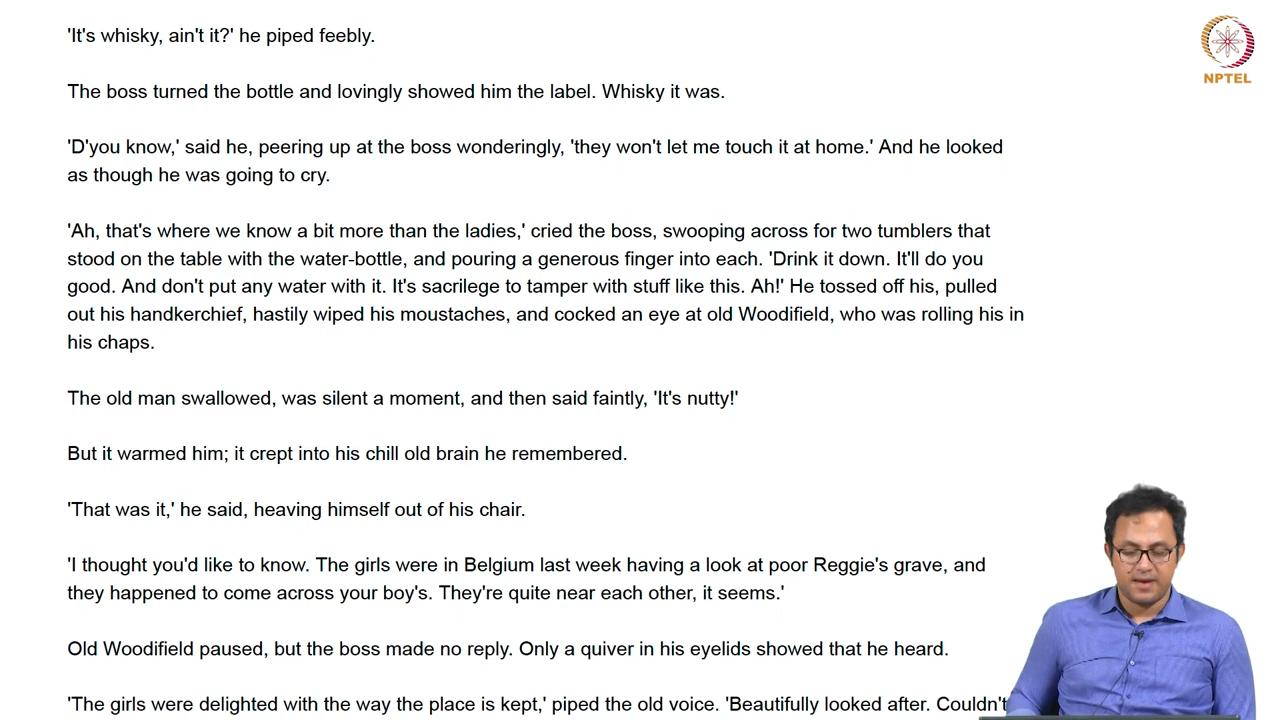 'It's whisky, ain't it?' he piped feebly.
The boss turned the bottle and lovingly showed him the label. Whisky it was.
'D'you know,' said he, peering up at the boss wonderingly, 'they won't let me touch it at home.' And he looked
as though he was going to cry.
'Ah, that's where we know a bit more than the ladies,' cried the boss, swooping across for two tumblers that
stood on the table with the water-bottle, and pouring a generous finger into each. 'Drink it down. It'll do you
good. And don't put any water with it. It's sacrilege to tamper with stuff like this. Ah!' He tossed off his, pulled
out his handkerchief, hastily wiped his moustaches, and cocked an eye at old Woodifield, who was rolling his in
his chaps.
The old man swallowed, was silent a moment, and then said faintly, 'It's nutty!'
But it warmed him; it crept into his chill old brain he remembered.
'That was it,' he said, heaving himself out of his chair.
'I thought you'd like to know. The girls were in Belgium last week having a look at poor Reggie's grave, and
they happened to come across your boy's. They're quite near each other, it seems.'
Old Woodifield paused, but the boss made no reply. Only a quiver in his eyelids showed that he heard.
'The girls were delighted with the way the place is kept,' piped the old voice. 'Beautifully looked after. Couldn't
NPTEL